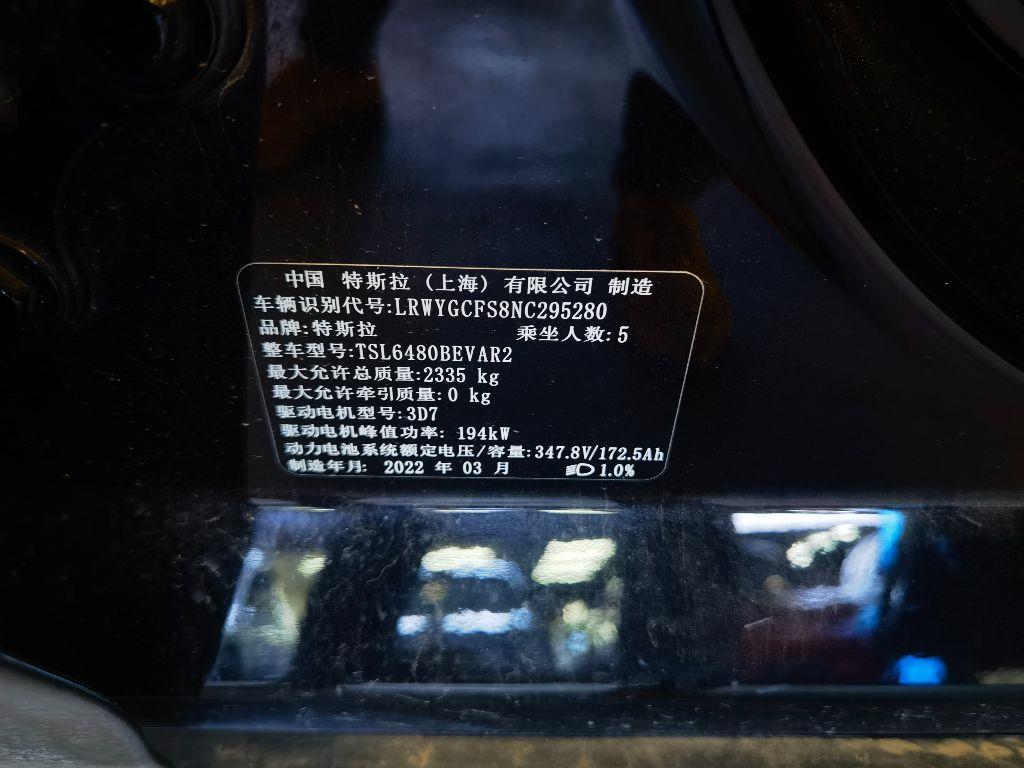 中国 特斯拉 (上海) 有限公司 制造
车辆识别代号:LRWYGCFS8NC295280
品牌:特斯拉 乘坐人数:5
整车型号:TSL6480BEVAR2
最大允许总质量:2335 kg
最大允许牵引质量:0 kg
驱动电机型号:3D7
驱动电机峰值功率: 194kW
动力电池系统额定电压/容量:347.8V/172.5Ah
制造年月: 2022 年 03 月 1.0%